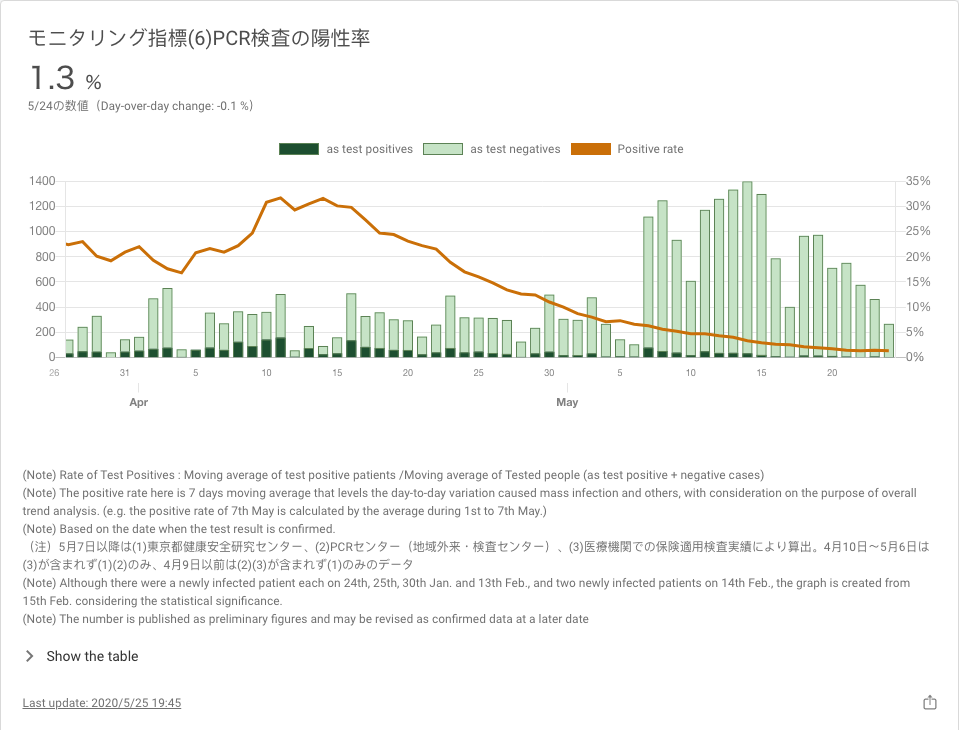 モニタリング指標(6)PCR検査の陽性率
1.3 %
5/24の数値（Day-over-day change: -0.1 %）
as test positives as test negatives Positive rate
1400 35%
1200 30%
1000 25%
800 20%
600 15%
400 10%
200 5%
0 0%
26 31 5 10 15 20 25 30 5 10 15 20
Apr May
(Note) Rate of Test Positives : Moving average of test positive patients /Moving average of Tested people (as test positive + negative cases)
(Note) The positive rate here is 7 days moving average that levels the day-to-day variation caused mass infection and others, with consideration on the purpose of overall
trend analysis. (e.g. the positive rate of 7th May is calculated by the average during 1st to 7th May.)
(Note) Based on the date when the test result is confirmed.
（注）5月7日以降は(1)東京都健康安全研究センター、(2)PCRセンター（地域外来・検査センター）、(3)医療機関での保険適用検査実績により算出。4月10日～5月6日は
(3)が含まれず(1)(2)のみ、4月9日以前は(2)(3)が含まれず(1)のみのデータ
(Note) Although there were a newly infected patient each on 24th, 25th, 30th Jan. and 13th Feb., and two newly infected patients on 14th Feb., the graph is created from
15th Feb. considering the statistical significance.
(Note) The number is published as preliminary figures and may be revised as confirmed data at a later date
Show the table
Last update: 2020/5/25 19:45